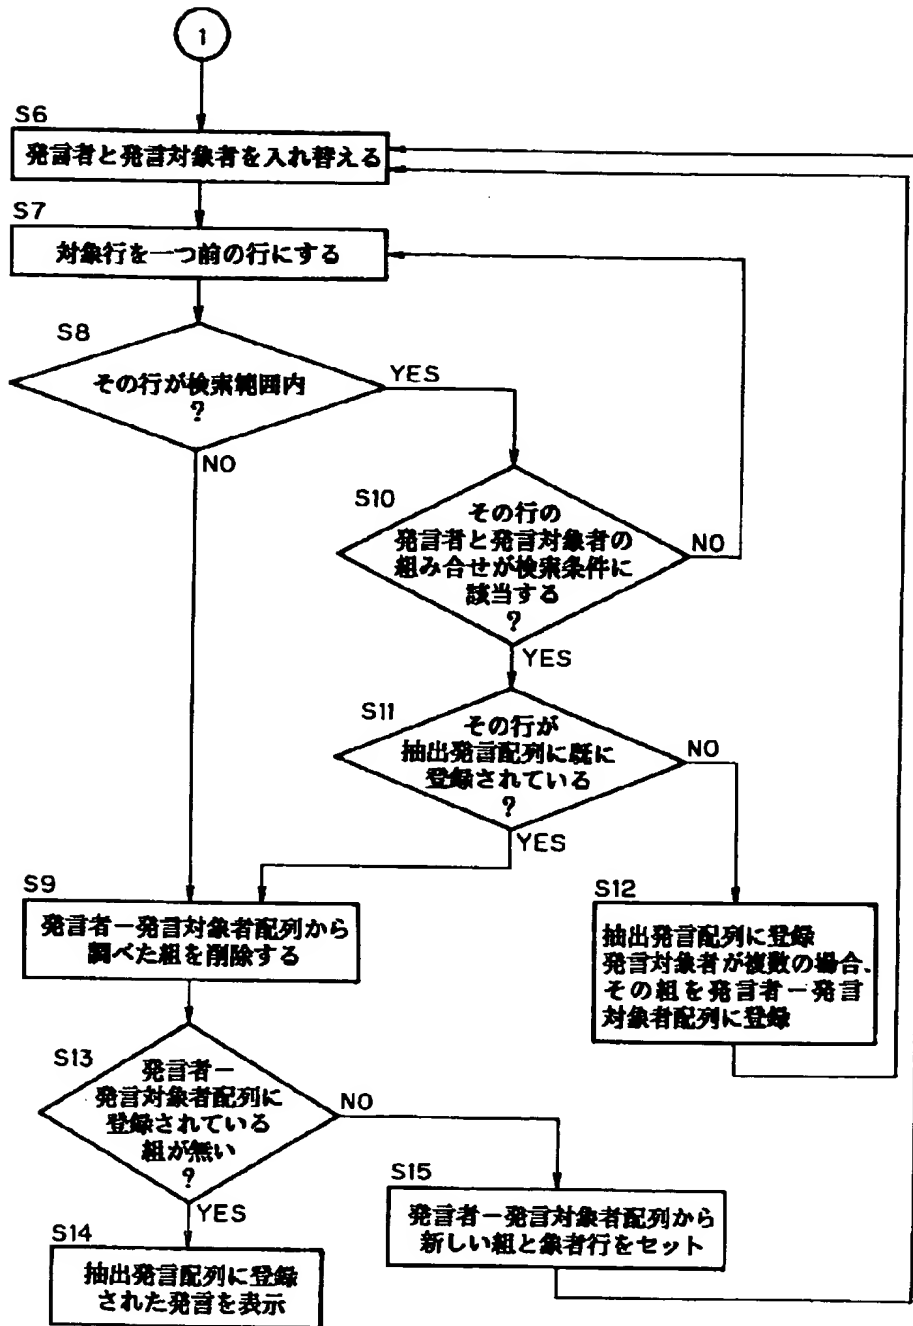 1
S6
発言者と発言対象者を入れ替える
S7
対象行を一つ前の行にする
S8
その行が検索範囲内
?
YES
NO
S10
その行の
発言者と発言対象者の
組み合せが検索条件に
該当する
?
NO
YES
S11
その行が
抽出発言配列に既に
登録されている
?
NO
YES
S9
発言者－発言対象者配列から
調べた組を削除する
S12
抽出発言配列に登録
発言対象者が複数の場合、
その組を発言者－発言
対象者配列に登録
S13
発言者－
発言対象者配列に
登録されている
組が無い
?
NO
YES
S15
発言者－発言対象者配列から
新しい組と象者行をセット
S14
抽出発言配列に登録
された発言を表示